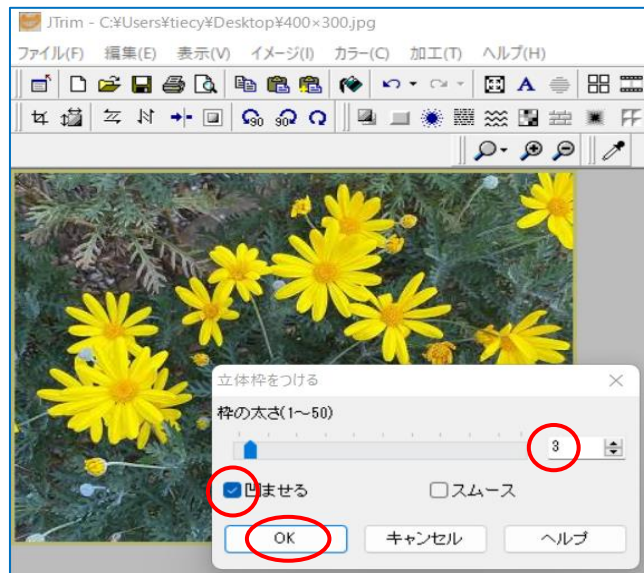 JTrim - C:¥Users¥tiecy¥Desktop¥400×300.jpg
ファイル(F) 編集(E) 表示(V) イメージ(I) カラー(C) 加工(T) ヘルプ(H)
A
90 90 FF
立体枠をつける
枠の太さ(1～50)
3
凹ませる スムース
OK キャンセル ヘルプ